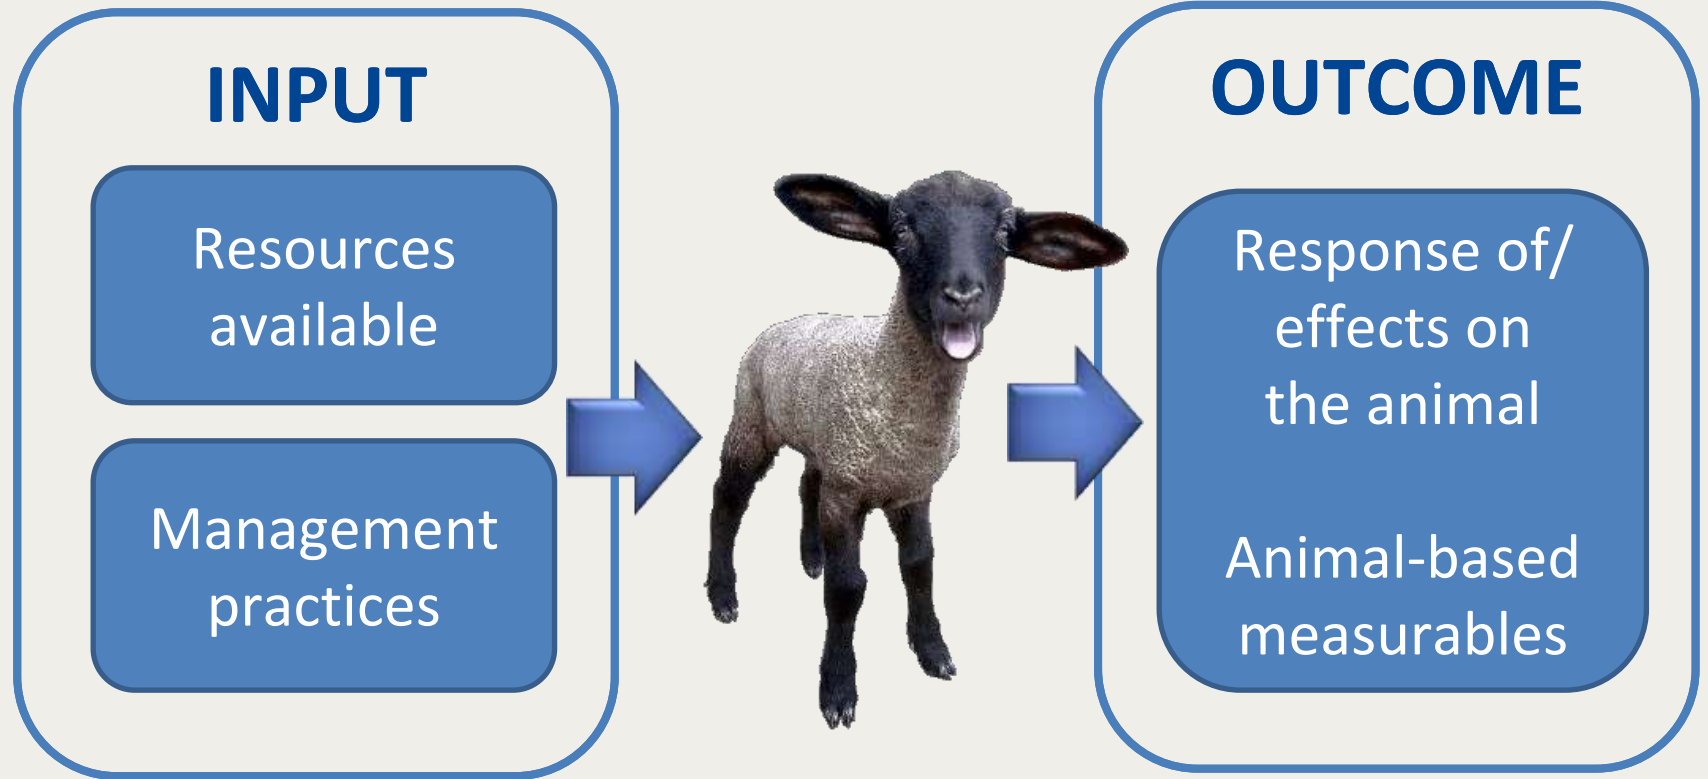 INPUT
Resources
available
Management
practices
OUTCOME
Response of/
effects on
the animal
Animal-based
measurables